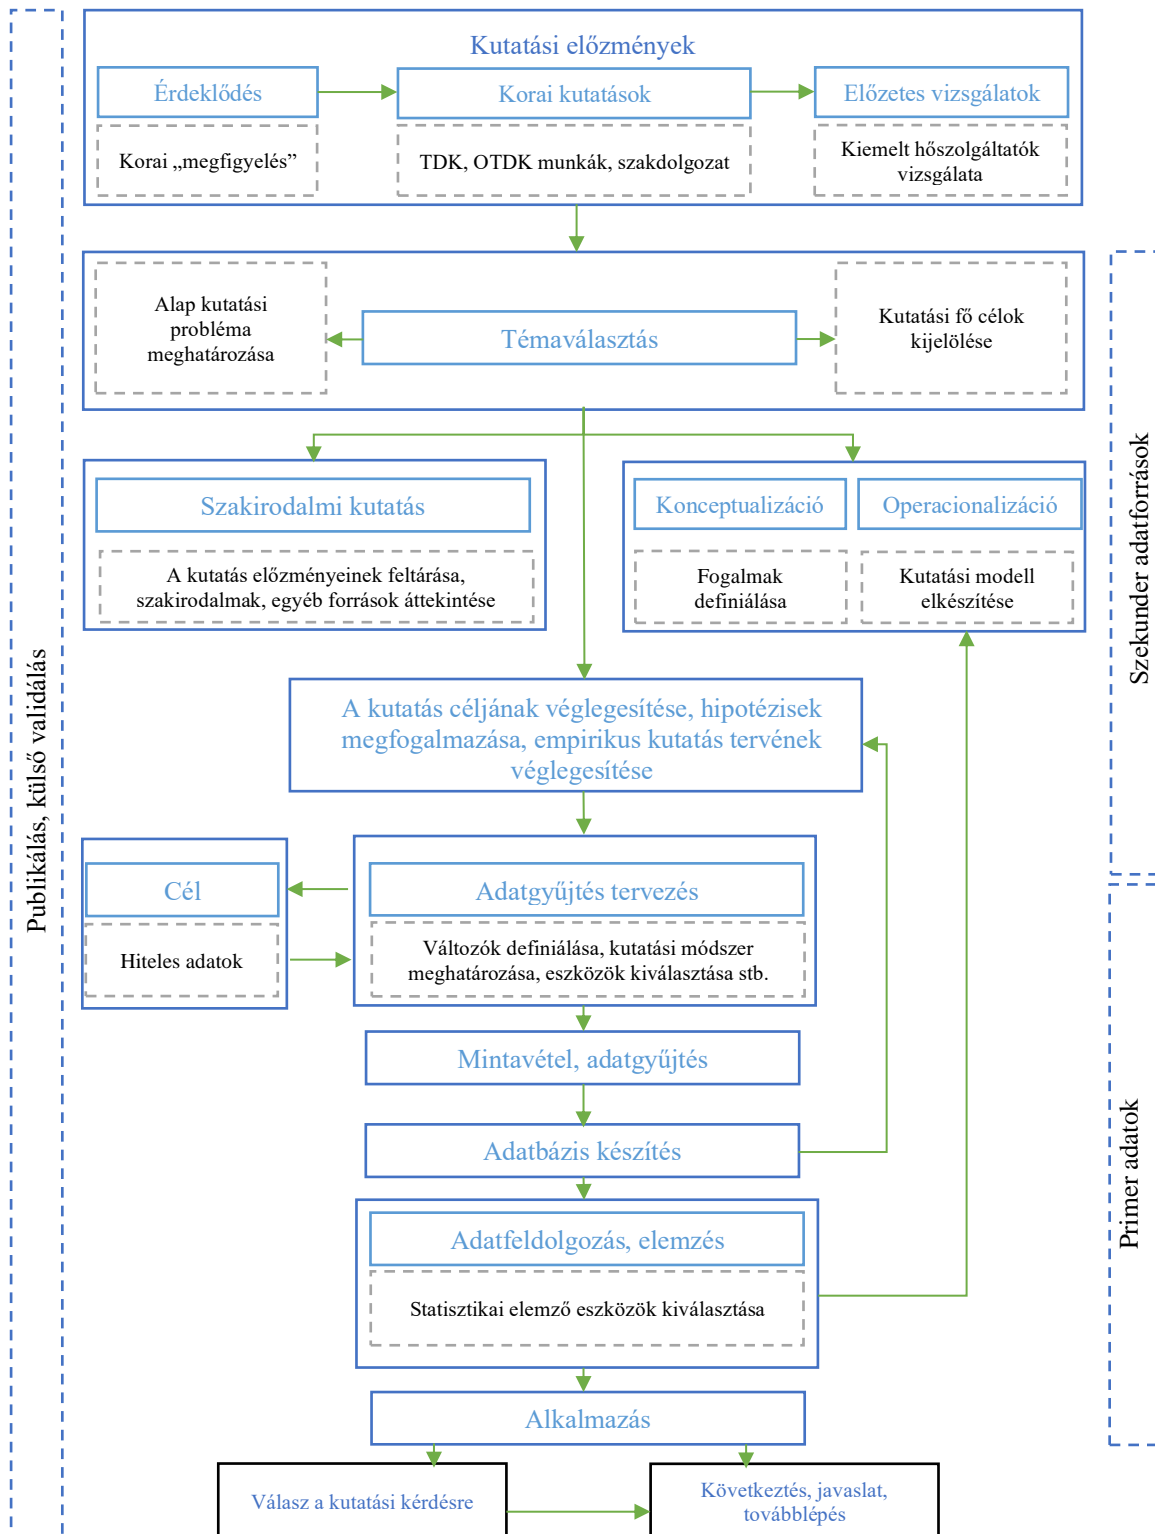 Kutatási előzmények
Érdeklődés
Korai kutatások
Előzetes vizsgálatok
Korai „megfigyelés”
TDK, OTDK munkák, szakdolgozat
Kiemelt hőszolgáltatók
vizsgálata
Alap kutatási
probléma
meghatározása
Témaválasztás
Kutatási fő célok
kijelölése
Szakirodalmi kutatás
A kutatás előzményeinek feltárása,
szakirodalmak, egyéb források áttekintése
Konceptualizáció
Operacionalizáció
Fogalmak
definiálása
Kutatási modell
elkészítése
A kutatás céljának véglegesítése, hipotézisek
megfogalmazása, empirikus kutatás tervének
véglegesítése
Cél
Hiteles adatok
Adatgyűjtés tervezés
Változók definiálása, kutatási módszer
meghatározása, eszközök kiválasztása stb.
Mintavétel, adatgyűjtés
Adatbázis készítés
Adatfeldolgozás, elemzés
Statisztikai elemző eszközök kiválasztása
Alkalmazás
Válasz a kutatási kérdésre
Következtés, javaslat,
továbblépés
Publikálás, külső validálás
Szekunder adatforrások
Primer adatok